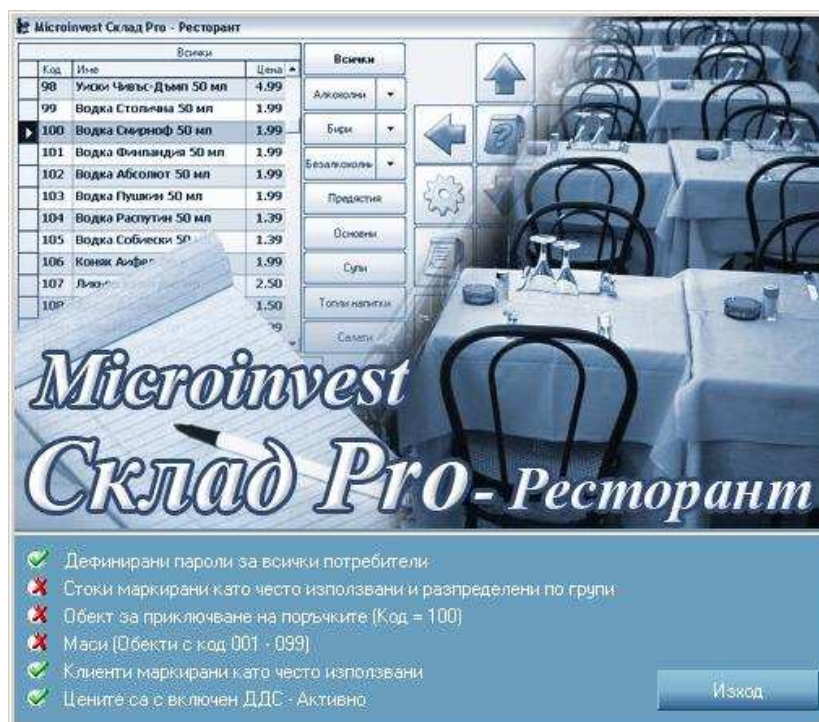 Microinvest Склад Pro - Ресторант
Всички
Код Име Цена
98 Уиски Чивъс-Дъмп 50 мл 4.99
99 Водка Столична 50 мл 1.99
100 Водка Смирноф 50 мл 1.99
101 Водка Финландия 50 мл 1.99
102 Водка Абсолют 50 мл 1.99
103 Водка Пушкин 50 мл 1.99
104 Водка Распутин 50 мл 1.39
105 Водка Собиески 50 1.39
106 Коняк 1.99
107 2.50
108 1.50
Всички
Алкохолни
Бири
Безалкохолни
Предястия
Основни
Супи
Топли напитки
Салати
Microinvest
Склад Pro - Ресторант
Дефинирани пароли за всички потребители
Стоки маркирани като често използвани и разпределени по групи
Обект за приключване на поръчките (Код = 100)
Маси (Обекти с код 001 - 099)
Клиенти маркирани като често използвани
Цените са с включен ДДС - Активно
Изход